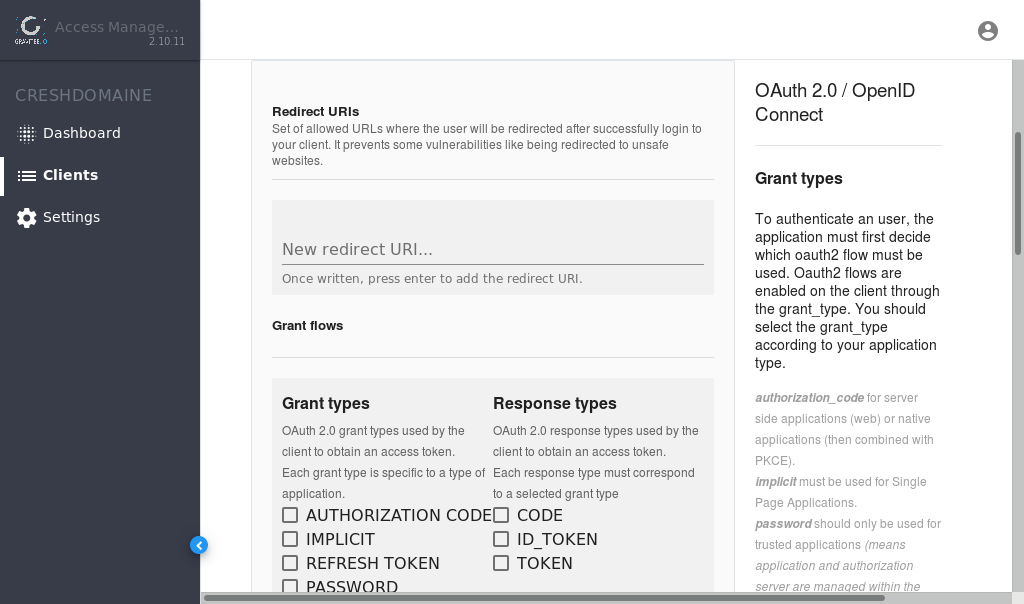 GRAVITEE.IO
Access Manage...
2.10.11
CRESHDOMAINE
Dashboard
Clients
Settings
Redirect URIs
Set of allowed URLs where the user will be redirected after successfully login to
your client. It prevents some vulnerabilities like being redirected to unsafe
websites.
New redirect URI...
Once written, press enter to add the redirect URI.
Grant flows
Grant types
OAuth 2.0 grant types used by the
client to obtain an access token.
Each grant type is specific to a type of
application.
AUTHORIZATION CODE
IMPLICIT
REFRESH TOKEN
PASSWORD
Response types
OAuth 2.0 response types used by the
client to obtain an access token.
Each response type must correspond
to a selected grant type
CODE
ID_TOKEN
TOKEN
OAuth 2.0 / OpenID
Connect
Grant types
To authenticate an user, the
application must first decide
which oauth2 flow must be
used. Oauth2 flows are
enabled on the client through
the grant_type. You should
select the grant_type
according to your application
type.
authorization_code for server
side applications (web) or native
applications (then combined with
PKCE).
implicit must be used for Single
Page Applications.
password should only be used for
trusted applications (means
application and authorization
server are managed within the